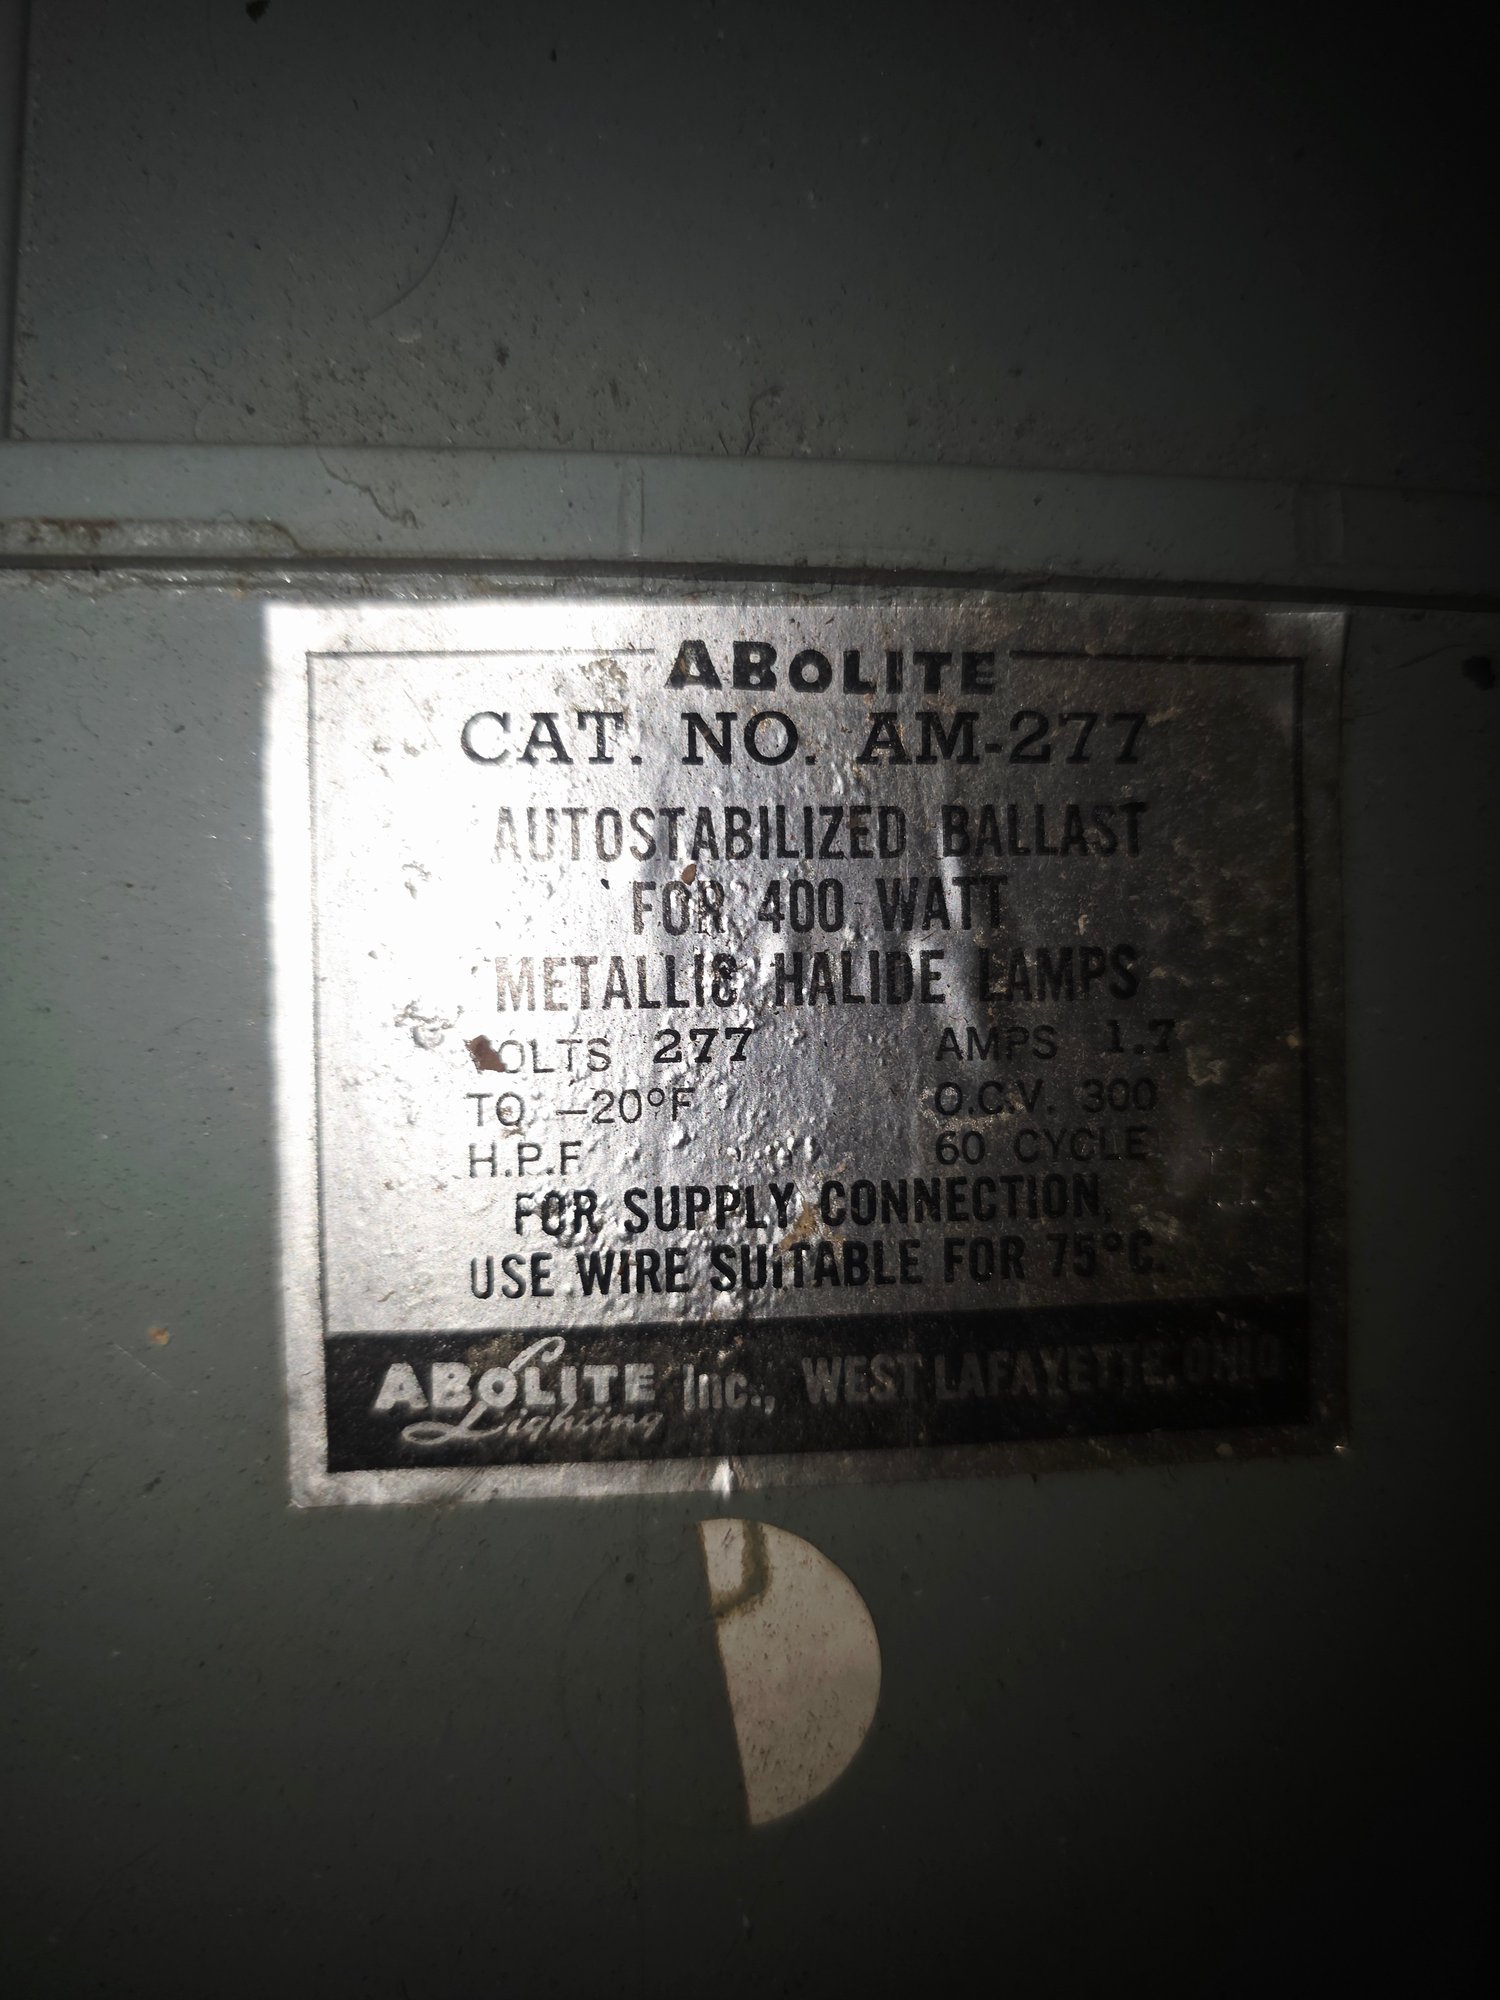 ABOLITE
CAT. NO. AM-277
AUTOSTABILIZED BALLAST
FOR 400 WATT
METALLIC HALIDE LAMPS
VOLTS 277 AMPS 1.7
TO -20°F O.C.V. 300
H.P.F 60 CYCLE
FOR SUPPLY CONNECTION,
USE WIRE SUITABLE FOR 75°C.
ABOLITE Lighting Inc., WEST LAFAYETTE, OHIO